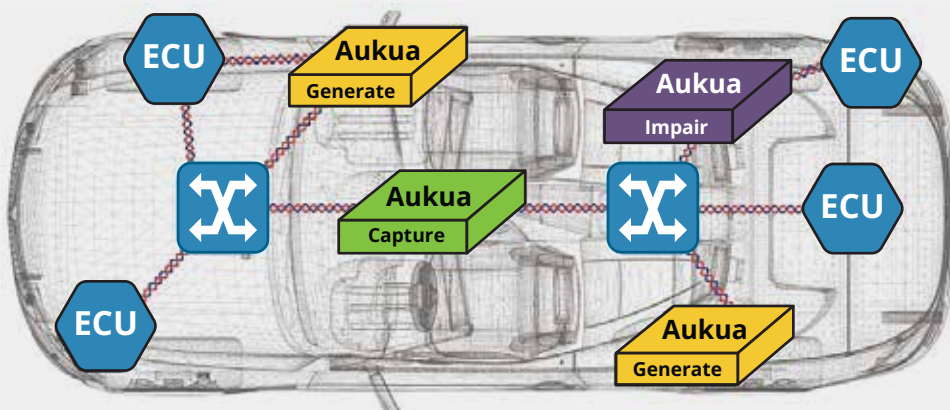 ECU
Aukua
Generate
ECU
Aukua
Impair
Aukua
Capture
ECU
ECU
Aukua
Generate